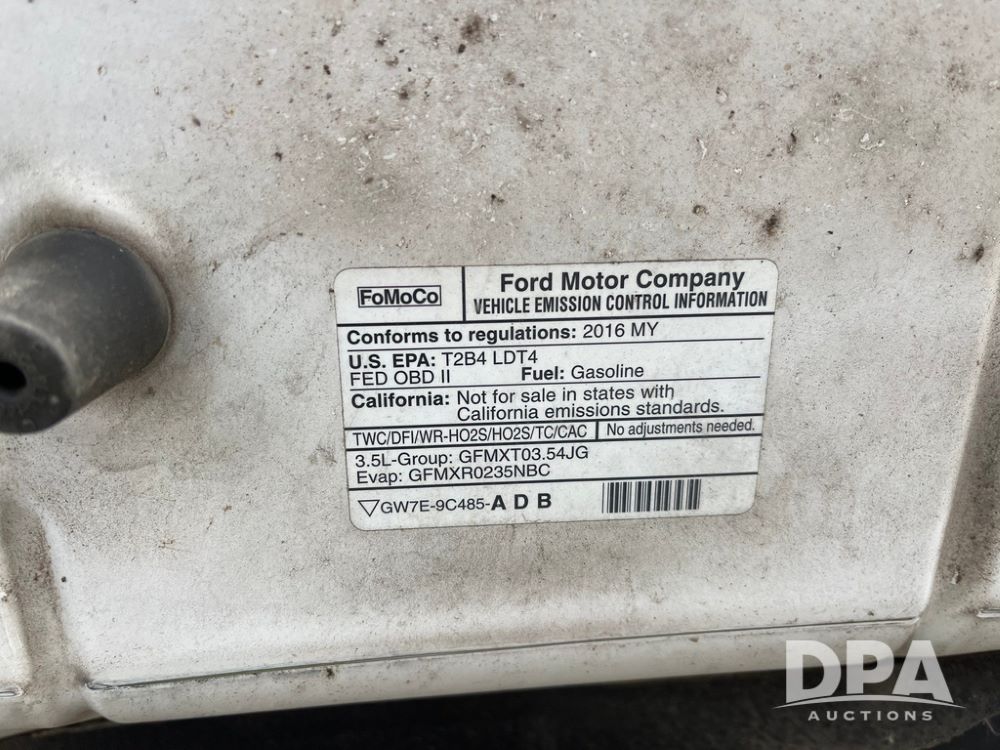 FoMoCo
Ford Motor Company
VEHICLE EMISSION CONTROL INFORMATION
Conforms to regulations: 2016 MY
U.S. EPA: T2B4 LDT4
FED OBD II Fuel: Gasoline
California: Not for sale in states with
California emissions standards.
TWC/DFI/WR-HO2S/HO2S/TC/CAC No adjustments needed.
3.5L-Group: GFMXT03.54JG
Evap: GFMXR0235NBC
GW7E-9C485-A D B
DPA
AUCTIONS